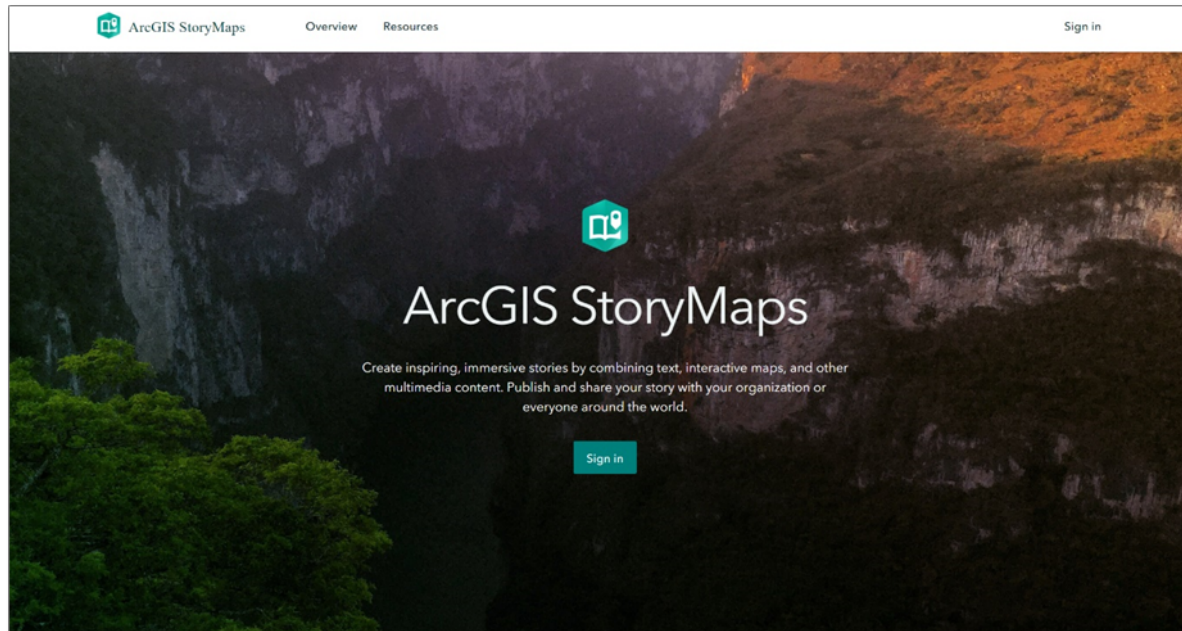 ArcGIS StoryMaps Overview Resources Sign in
ArcGIS StoryMaps
Create inspiring, immersive stories by combining text, interactive maps, and other
multimedia content. Publish and share your story with your organization or
everyone around the world.
Sign in